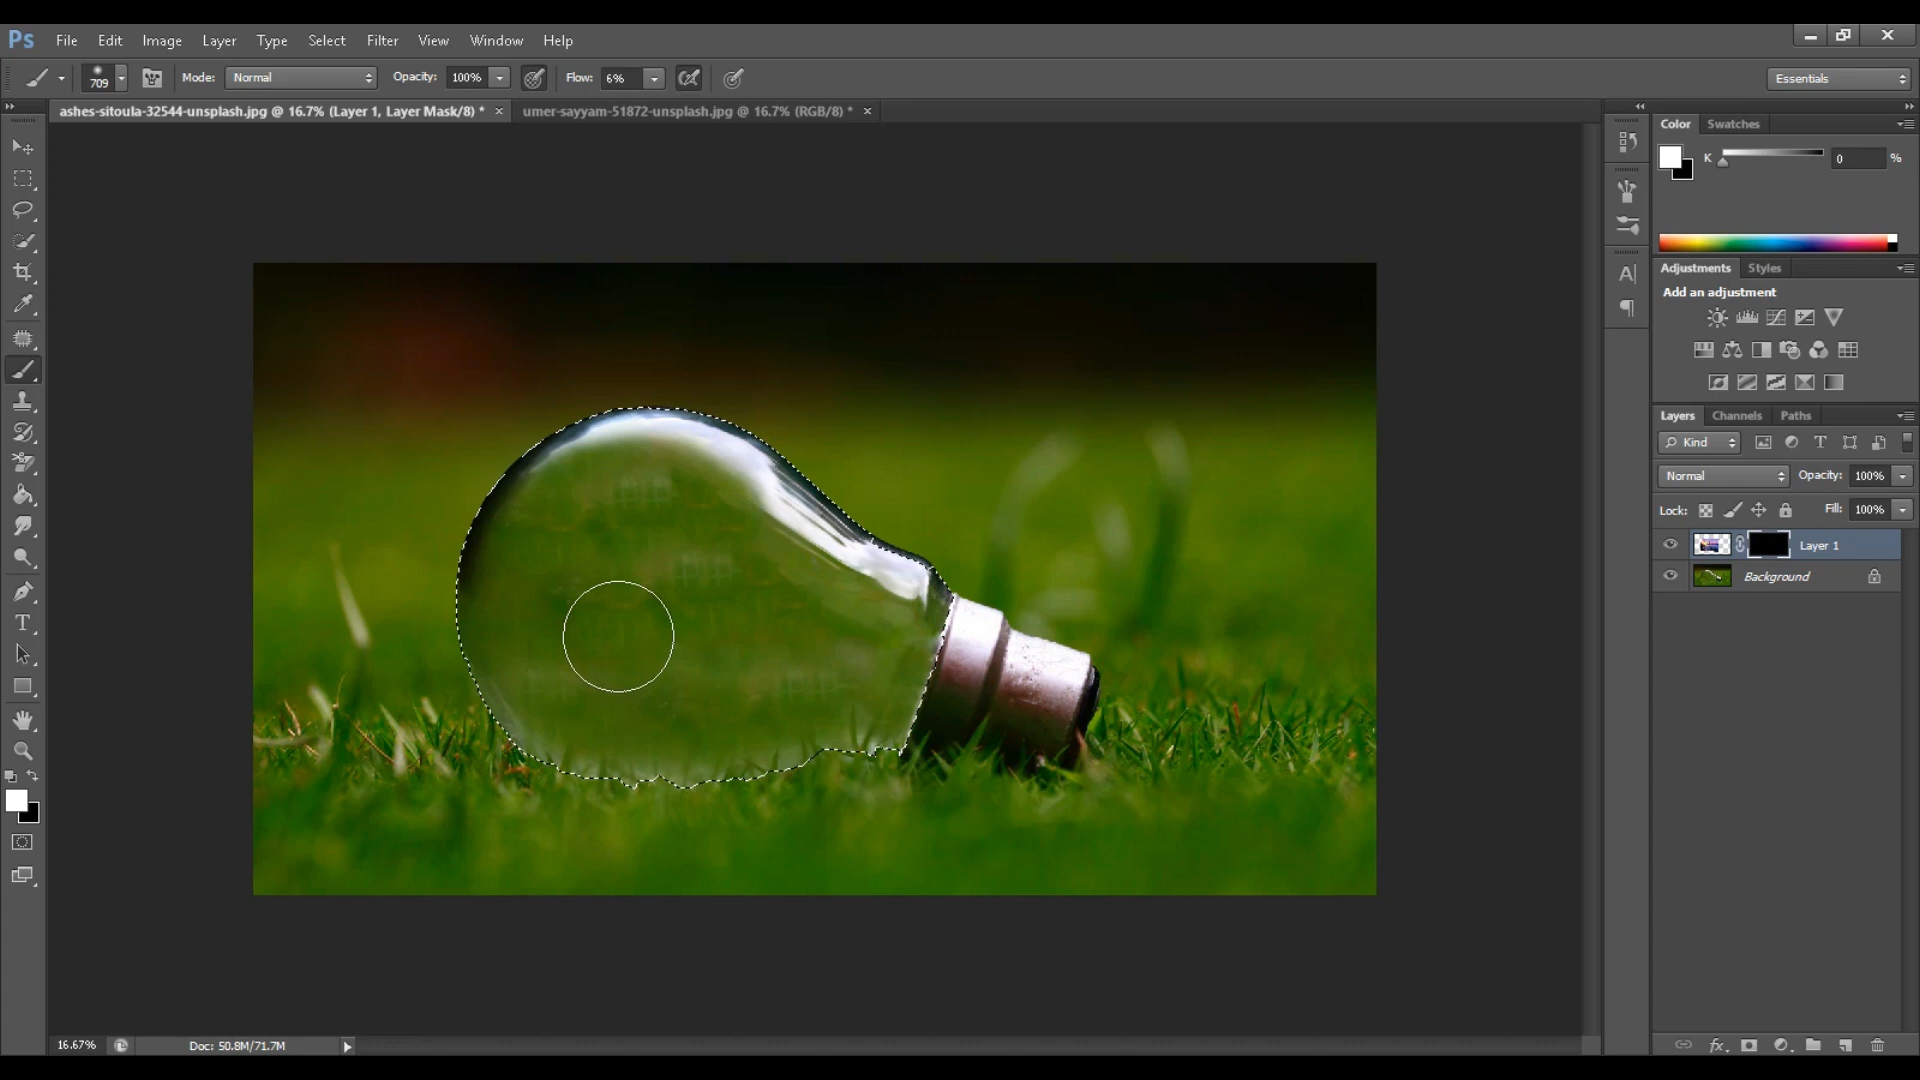 Ps File Edit Image Layer Type Select Filter View Window Help
709 Mode: Normal Opacity: 100% Flow: 6% Essentials
ashes-sitoula-32544-unsplash.jpg @ 16.7% (Layer 1, Layer Mask/8) * × umer-sayyam-51872-unsplash.jpg @ 16.7% (RGB/8) * ×
Color Swatches
K 0 %
Adjustments Styles
Add an adjustment
Layers Channels Paths
Kind
Normal Opacity: 100%
Lock: Fill: 100%
Layer 1
Background
16.67% Doc: 50.8M/71.7M